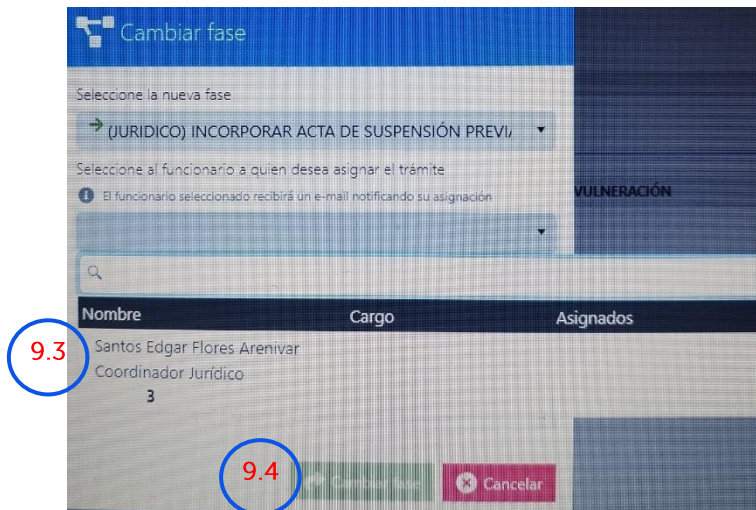 Cambiar fase
Seleccione la nueva fase
(JURIDICO) INCORPORAR ACTA DE SUSPENSIÓN PREVI
Seleccione al funcionario a quien desea asignar el trámite
El funcionario seleccionado recibirá un e-mail notificando su asignación
VULNERACIÓN
Nombre Cargo Asignados
9.3
Santos Edgar Flores Arenivar
Coordinador Jurídico
3
9.4
Cambiar fase
Cancelar